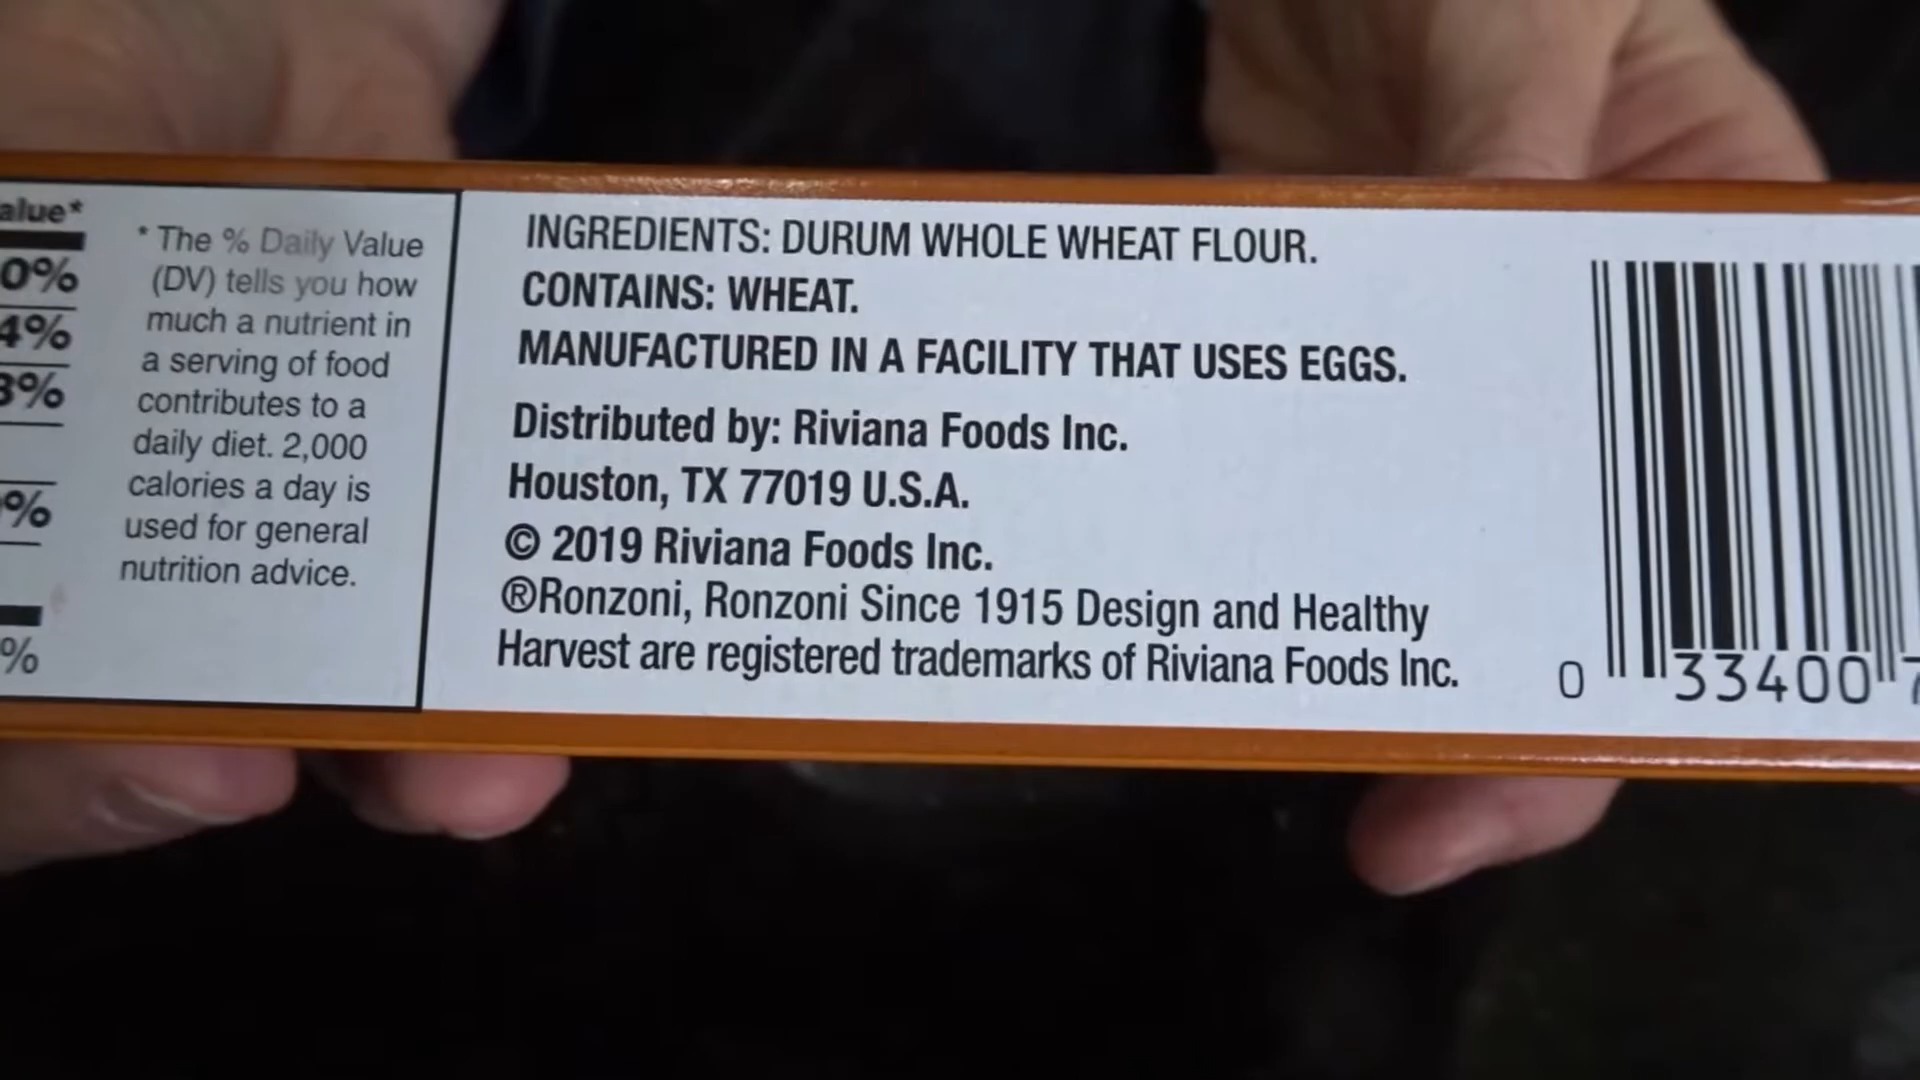 alue*
0%
4%
3%
%
%
* The % Daily Value
(DV) tells you how
much a nutrient in
a serving of food
contributes to a
daily diet. 2,000
calories a day is
used for general
nutrition advice.
INGREDIENTS: DURUM WHOLE WHEAT FLOUR.
CONTAINS: WHEAT.
MANUFACTURED IN A FACILITY THAT USES EGGS.
Distributed by: Riviana Foods Inc.
Houston, TX 77019 U.S.A.
© 2019 Riviana Foods Inc.
®Ronzoni, Ronzoni Since 1915 Design and Healthy
Harvest are registered trademarks of Riviana Foods Inc.
0 33400 7